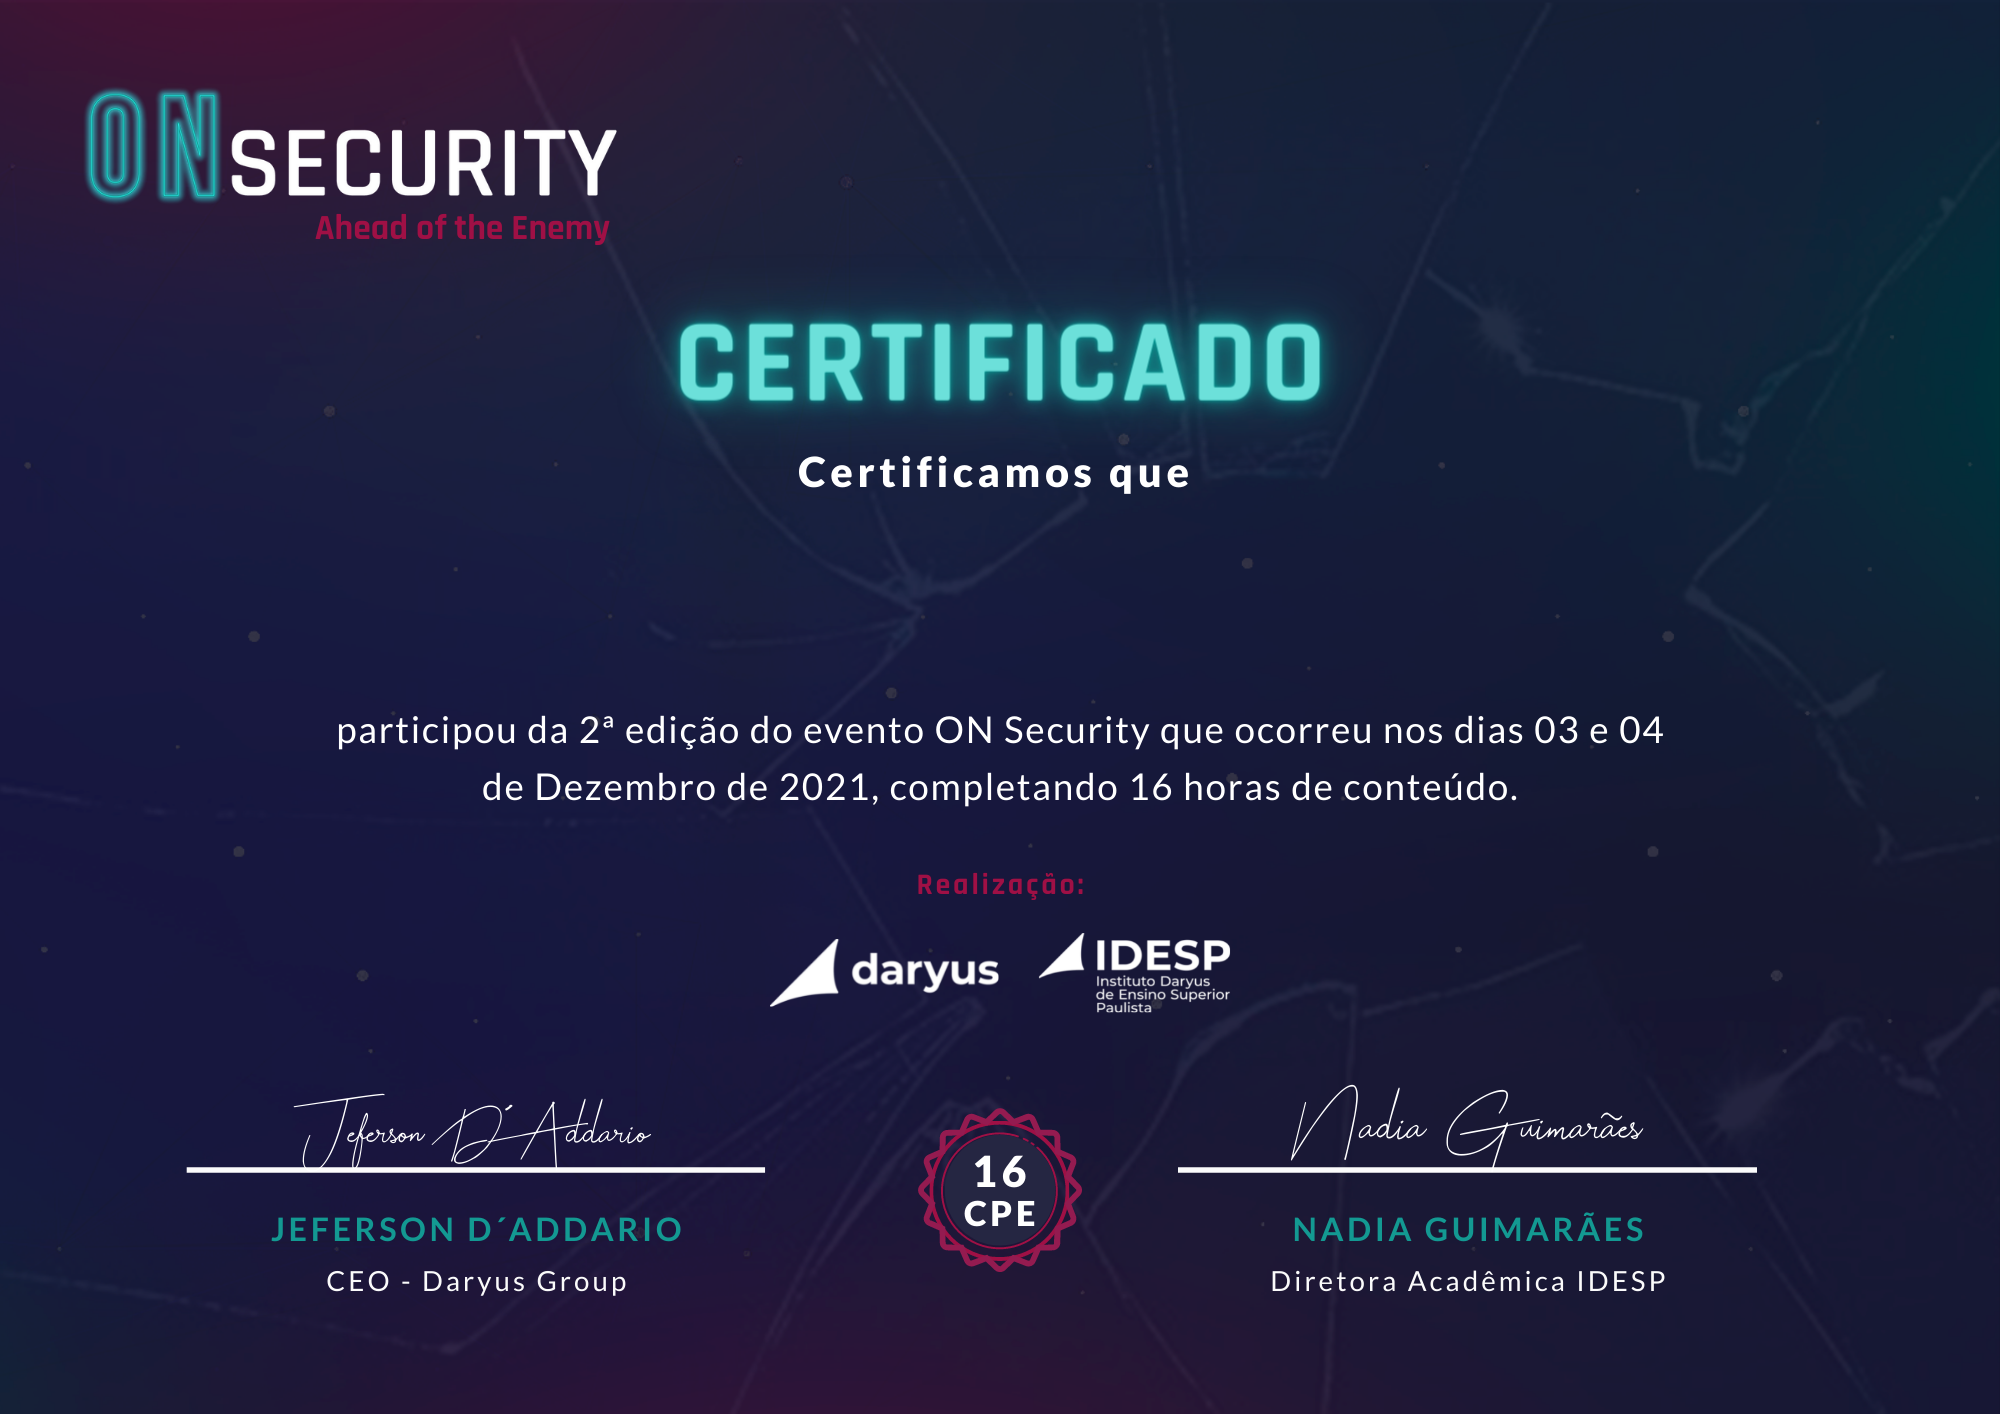 ONSECURITY
Ahead of the Enemy
CERTIFICADO
Certificamos que
participou da 2ª edição do evento ON Security que ocorreu nos dias 03 e 04
de Dezembro de 2021, completando 16 horas de conteúdo.
Realização:
daryus
IDESP
Instituto Daryus
de Ensino Superior
Paulista
Jeferson D´Addario
JEFERSON D´ADDARIO
CEO - Daryus Group
16
CPE
Nadia Guimarães
NADIA GUIMARÃES
Diretora Acadêmica IDESP